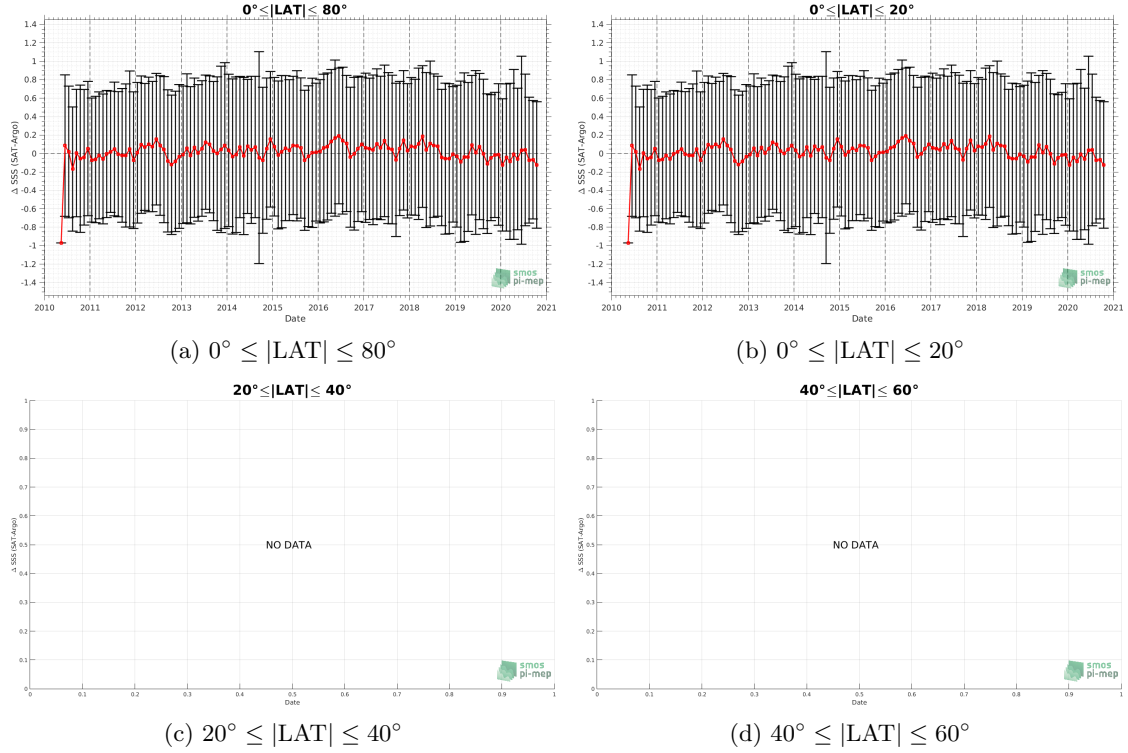 0°≤|LAT|≤ 80°
1.4
1.2
1
0.8
0.6
0.4
0.2
0
-0.2
-0.4
-0.6
-0.8
-1
-1.2
-1.4
Δ SSS (SAT-Argo)
2010 2011 2012 2013 2014 2015 2016 2017 2018 2019 2020 2021
Date
smos
pi-mep
(a) 0° ≤ |LAT| ≤ 80°
0°≤|LAT|≤ 20°
1.4
1.2
1
0.8
0.6
0.4
0.2
0
-0.2
-0.4
-0.6
-0.8
-1
-1.2
-1.4
Δ SSS (SAT-Argo)
2010 2011 2012 2013 2014 2015 2016 2017 2018 2019 2020 2021
Date
smos
pi-mep
(b) 0° ≤ |LAT| ≤ 20°
20°≤|LAT|≤ 40°
1
0.9
0.8
0.7
0.6
0.5
0.4
0.3
0.2
0.1
0
Δ SSS (SAT-Argo)
NO DATA
0 0.1 0.2 0.3 0.4 0.5 0.6 0.7 0.8 0.9 1
Date
smos
pi-mep
(c) 20° ≤ |LAT| ≤ 40°
40°≤|LAT|≤ 60°
1
0.9
0.8
0.7
0.6
0.5
0.4
0.3
0.2
0.1
0
Δ SSS (SAT-Argo)
NO DATA
0 0.1 0.2 0.3 0.4 0.5 0.6 0.7 0.8 0.9 1
Date
smos
pi-mep
(d) 40° ≤ |LAT| ≤ 60°